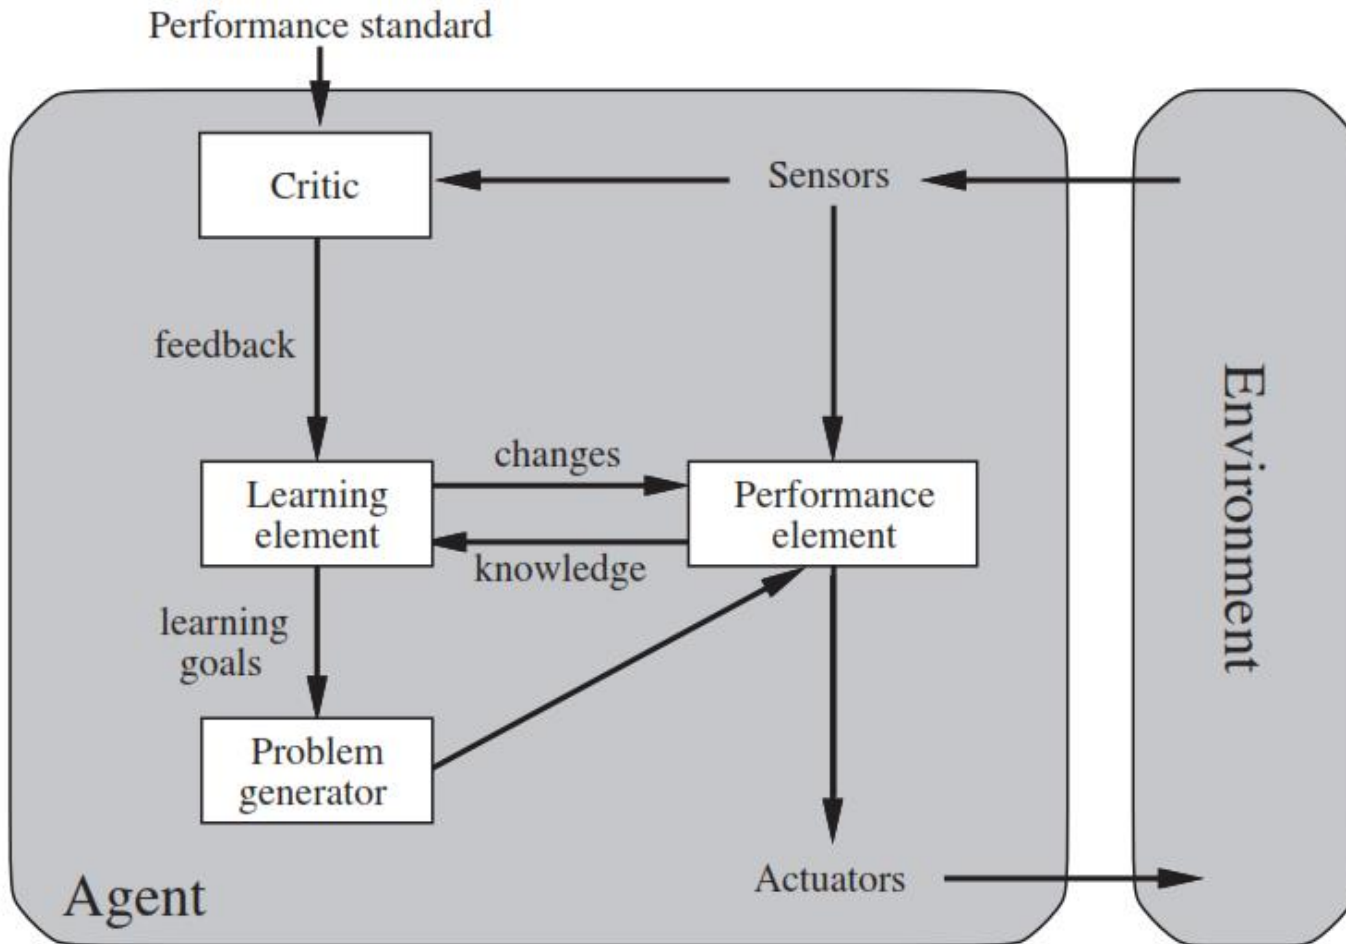 Performance standard
Critic
Sensors
feedback
changes
Learning
element
Performance
element
knowledge
learning
goals
Problem
generator
Actuators
Agent
Environment